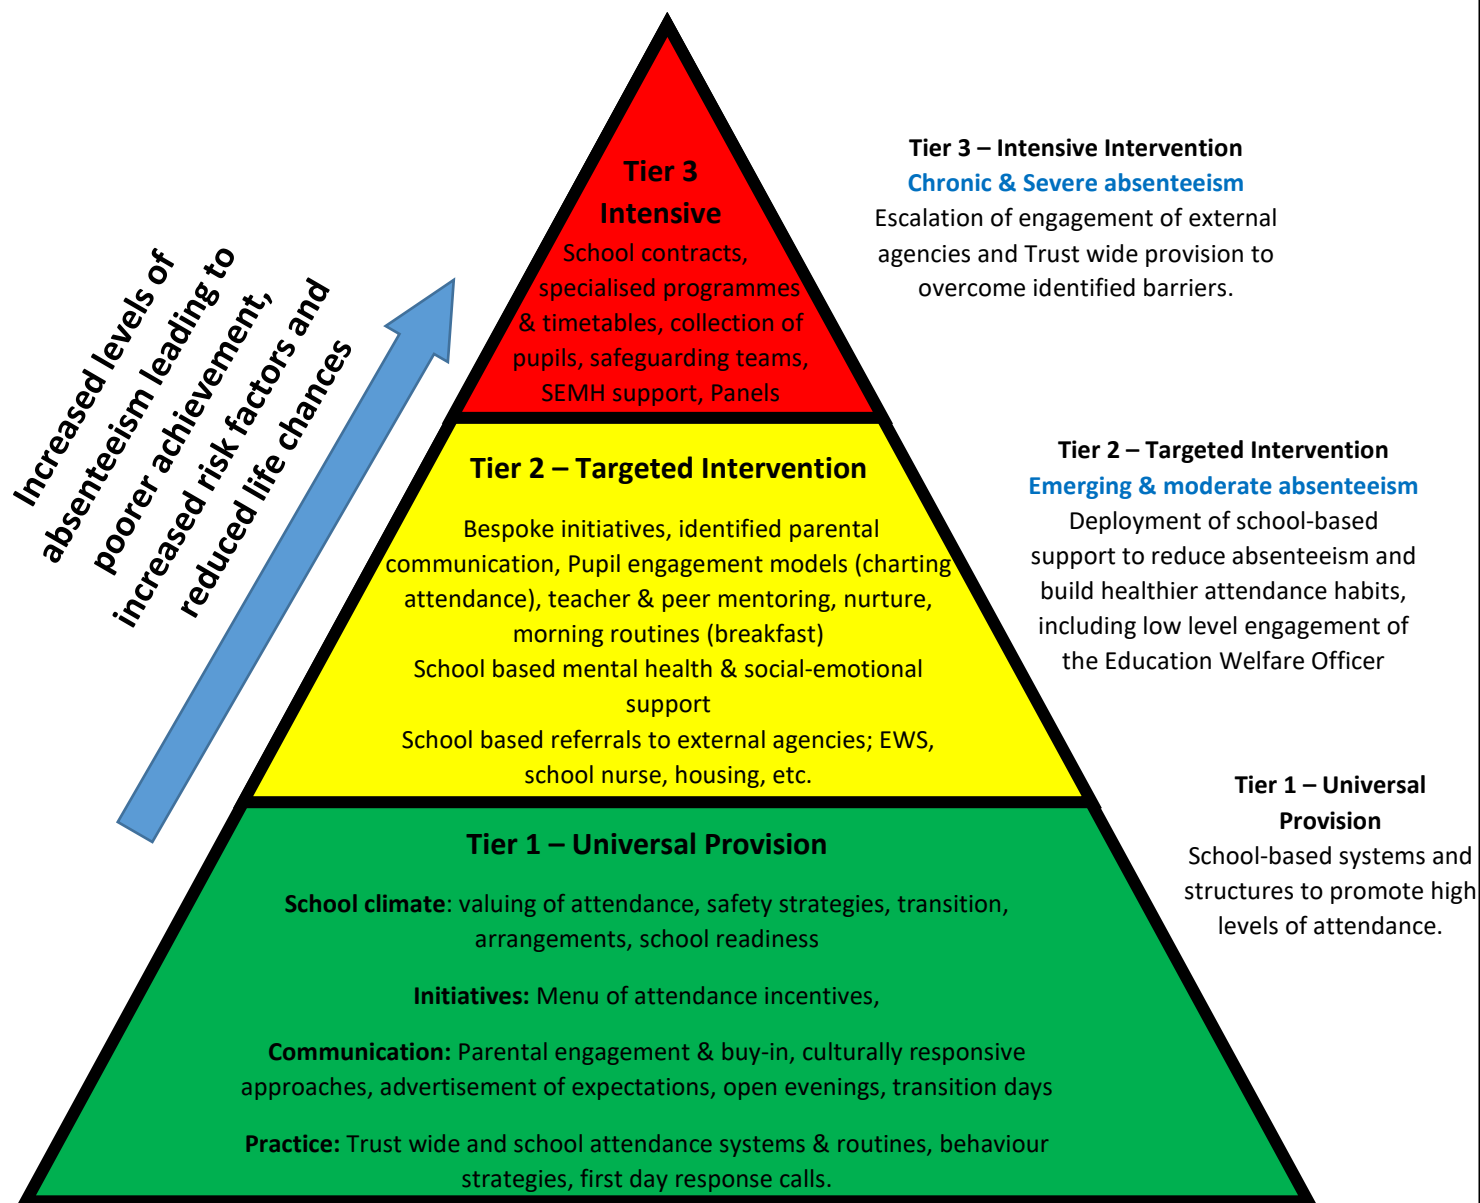 Increased levels of
absenteeism leading to
poorer achievement,
increased risk factors and
reduced life chances
Tier 3
Intensive
School contracts,
specialised programmes
& timetables, collection of
pupils, safeguarding teams,
SEMH support, Panels
Tier 3 – Intensive Intervention
Chronic & Severe absenteeism
Escalation of engagement of external
agencies and Trust wide provision to
overcome identified barriers.
Tier 2 – Targeted Intervention
Bespoke initiatives, identified parental
communication, Pupil engagement models (charting
attendance), teacher & peer mentoring, nurture,
morning routines (breakfast)
School based mental health & social-emotional
support
School based referrals to external agencies; EWS,
school nurse, housing, etc.
Tier 2 – Targeted Intervention
Emerging & moderate absenteeism
Deployment of school-based
support to reduce absenteeism and
build healthier attendance habits,
including low level engagement of
the Education Welfare Officer
Tier 1 – Universal Provision
School climate: valuing of attendance, safety strategies, transition,
arrangements, school readiness
Initiatives: Menu of attendance incentives,
Communication: Parental engagement & buy-in, culturally responsive
approaches, advertisement of expectations, open evenings, transition days
Practice: Trust wide and school attendance systems & routines, behaviour
strategies, first day response calls.
Tier 1 – Universal
Provision
School-based systems and
structures to promote high
levels of attendance.